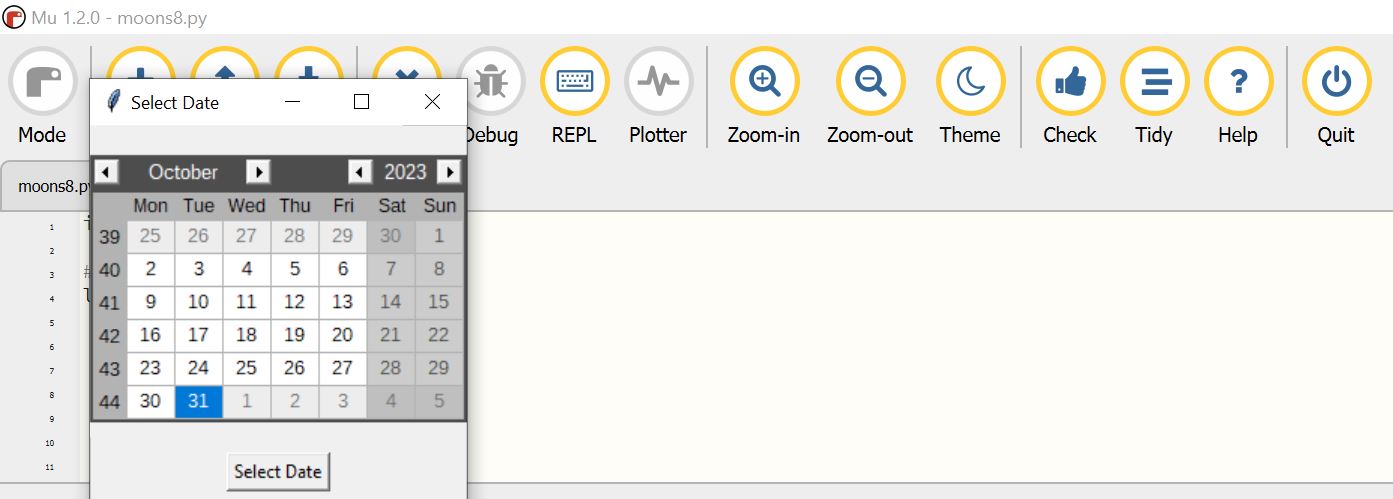 Mu 1.2.0 - moons8.py
Select Date
Mode Debug REPL Plotter Zoom-in Zoom-out Theme Check Tidy Help Quit
October 2023
moons8.py
Mon Tue Wed Thu Fri Sat Sun
39 25 26 27 28 29 30 1
40 2 3 4 5 6 7 8
41 9 10 11 12 13 14 15
42 16 17 18 19 20 21 22
43 23 24 25 26 27 28 29
44 30 31 1 2 3 4 5
1
2
3 #
4
5
6
7
8
9
10
11
Select Date